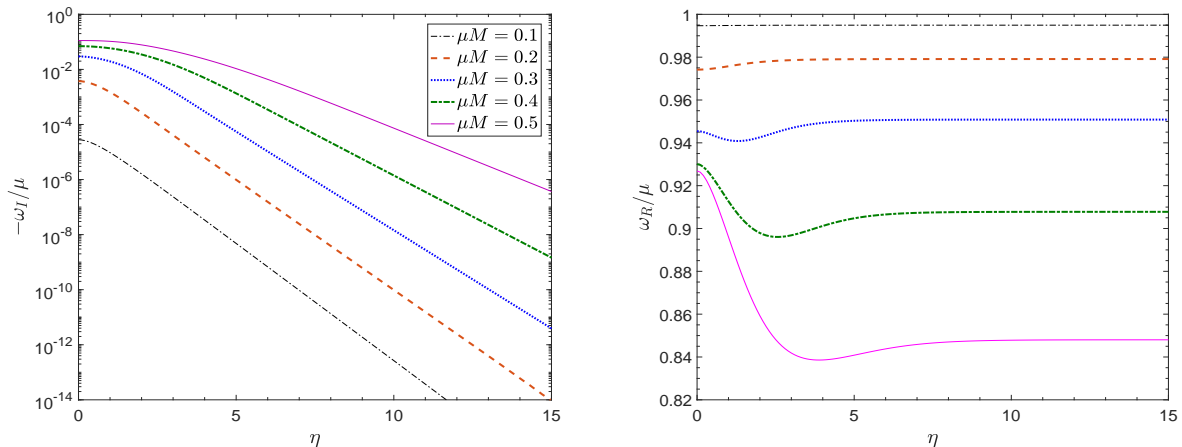 10^0
10^{-2}
10^{-4}
10^{-6}
10^{-8}
10^{-10}
10^{-12}
10^{-14}
-ω_I/μ
μM = 0.1
μM = 0.2
μM = 0.3
μM = 0.4
μM = 0.5
0 5 10 15
η
1
0.98
0.96
0.94
0.92
0.9
0.88
0.86
0.84
0.82
ω_R/μ
0 5 10 15
η